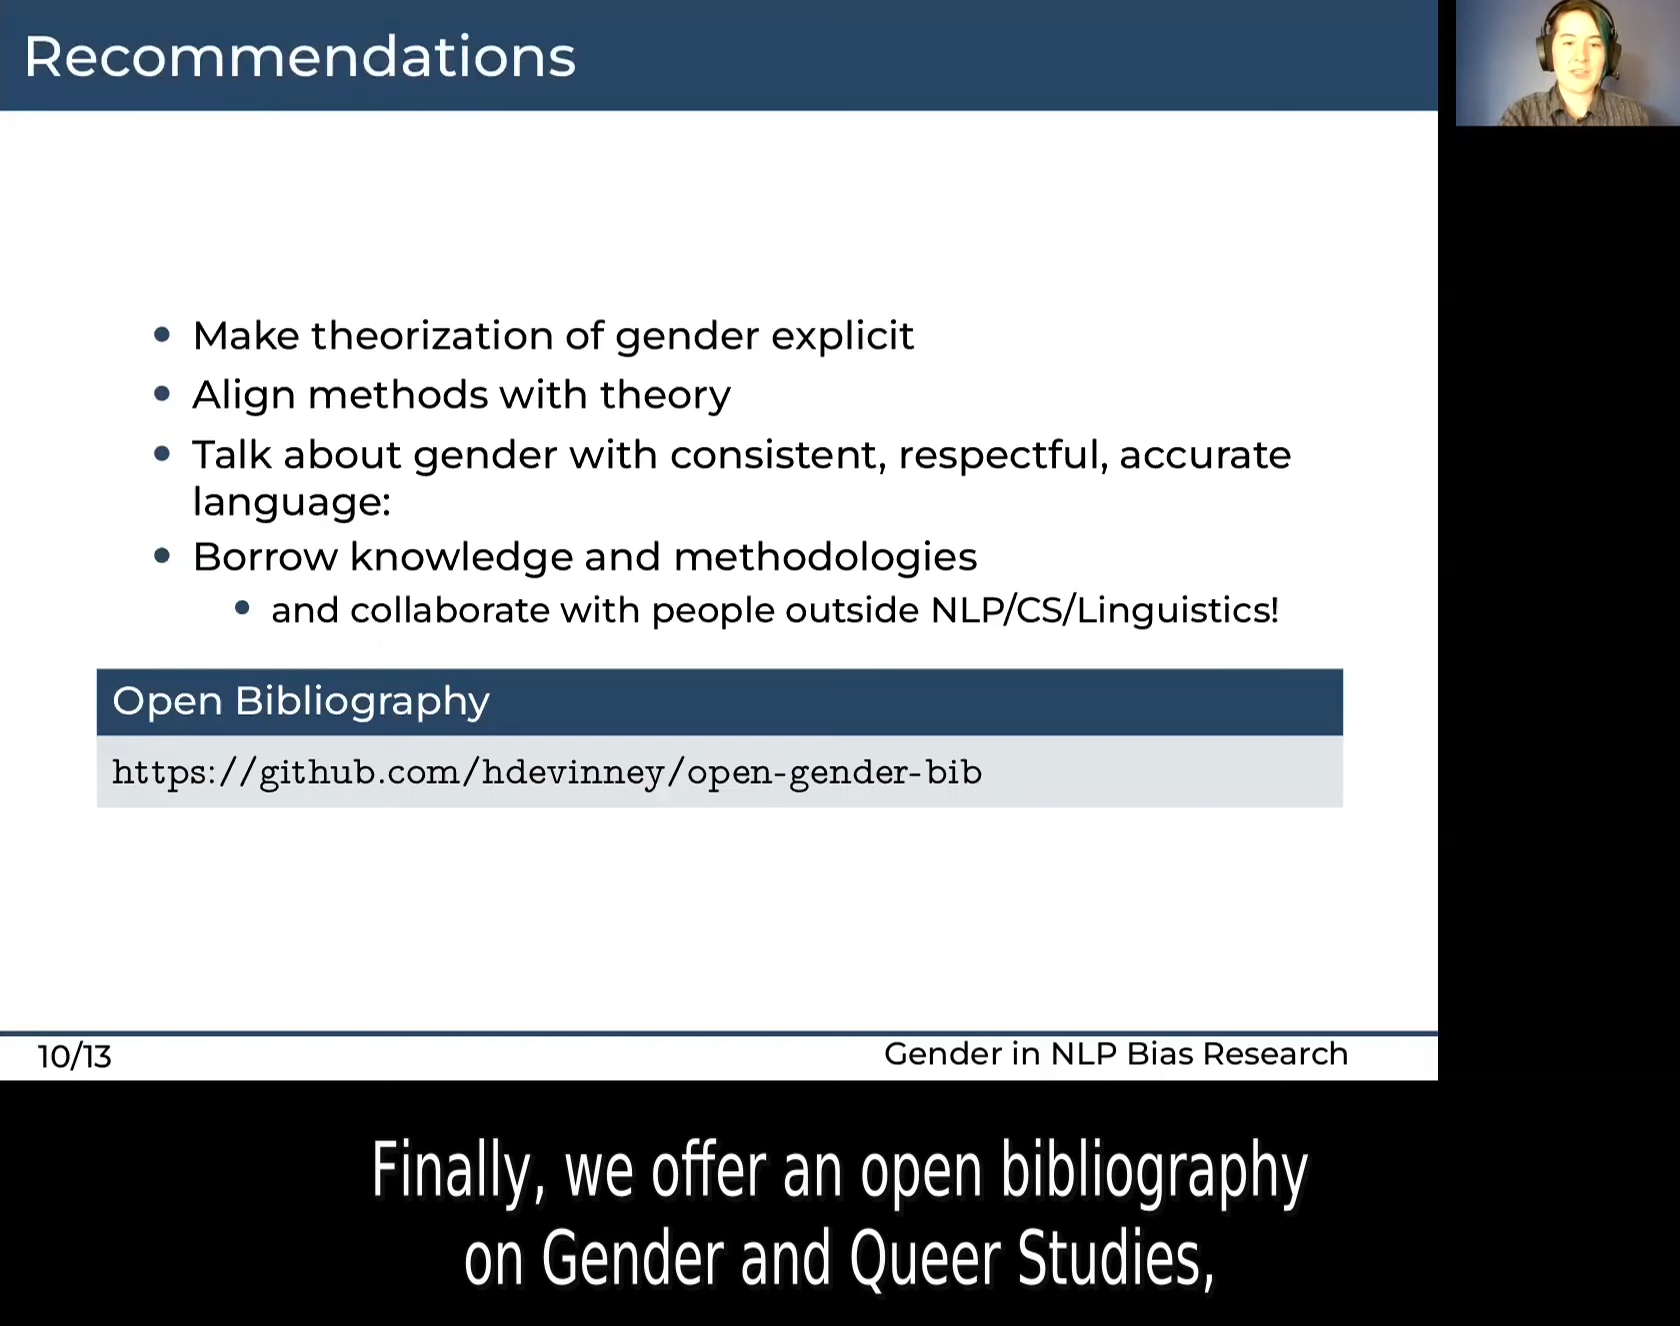 Recommendations
Make theorization of gender explicit
Align methods with theory
Talk about gender with consistent, respectful, accurate
language:
Borrow knowledge and methodologies
and collaborate with people outside NLP/CS/Linguistics!
Open Bibliography
https://github.com/hdevinney/open-gender-bib
10/13
Gender in NLP Bias Research
Finally, we offer an open bibliography
on Gender and Queer Studies,